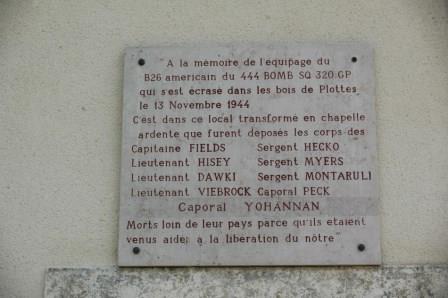 "A la mémoire de l'équipage du
B26 americain du 444 BOMB SQ 320 GP
qui s'est écrasé dans les bois de Plottes
le 13 Novembre 1944
C'est dans ce local transformé en chapelle
ardente que furent déposés les corps des
Capitaine FIELDS Sergent HECKO
Lieutenant HISEY Sergent MYERS
Lieutenant DAWKI Sergent MONTARULI
Lieutenant VIEBROCK Caporal PECK
Caporal YOHANNAN
Morts loin de leur pays parce qu'ils étaient
venus aider à la libération du nôtre"